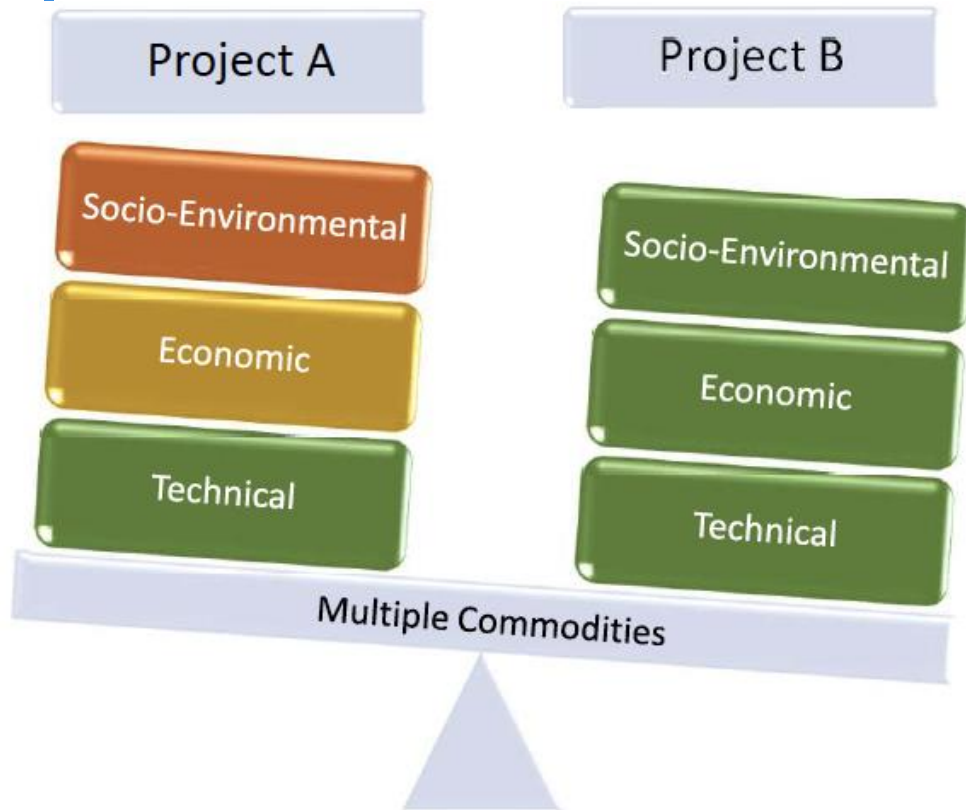 Project A
Project B
Socio-Environmental
Socio-Environmental
Economic
Economic
Technical
Technical
Multiple Commodities